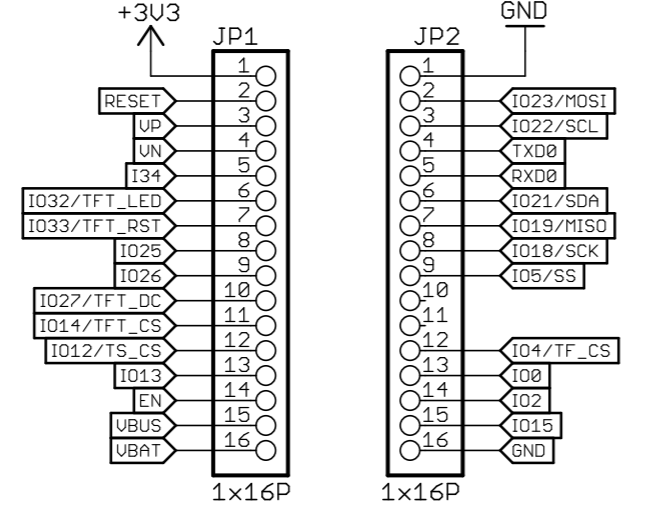 +3V3
GND
JP1
JP2
1
1
RESET 2
2 IO23/MOSI
VP 3
3 IO22/SCL
VN 4
4 TXD0
I34 5
5 RXD0
IO32/TFT_LED 6
6 IO21/SDA
IO33/TFT_RST 7
7 IO19/MISO
IO25 8
8 IO18/SCK
IO26 9
9 IO5/SS
IO27/TFT_DC 10
10
IO14/TFT_CS 11
11
IO12/TS_CS 12
12 IO4/TF_CS
IO13 13
13 IO0
EN 14
14 IO2
VBUS 15
15 IO15
VBAT 16
16 GND
1x16P
1x16P